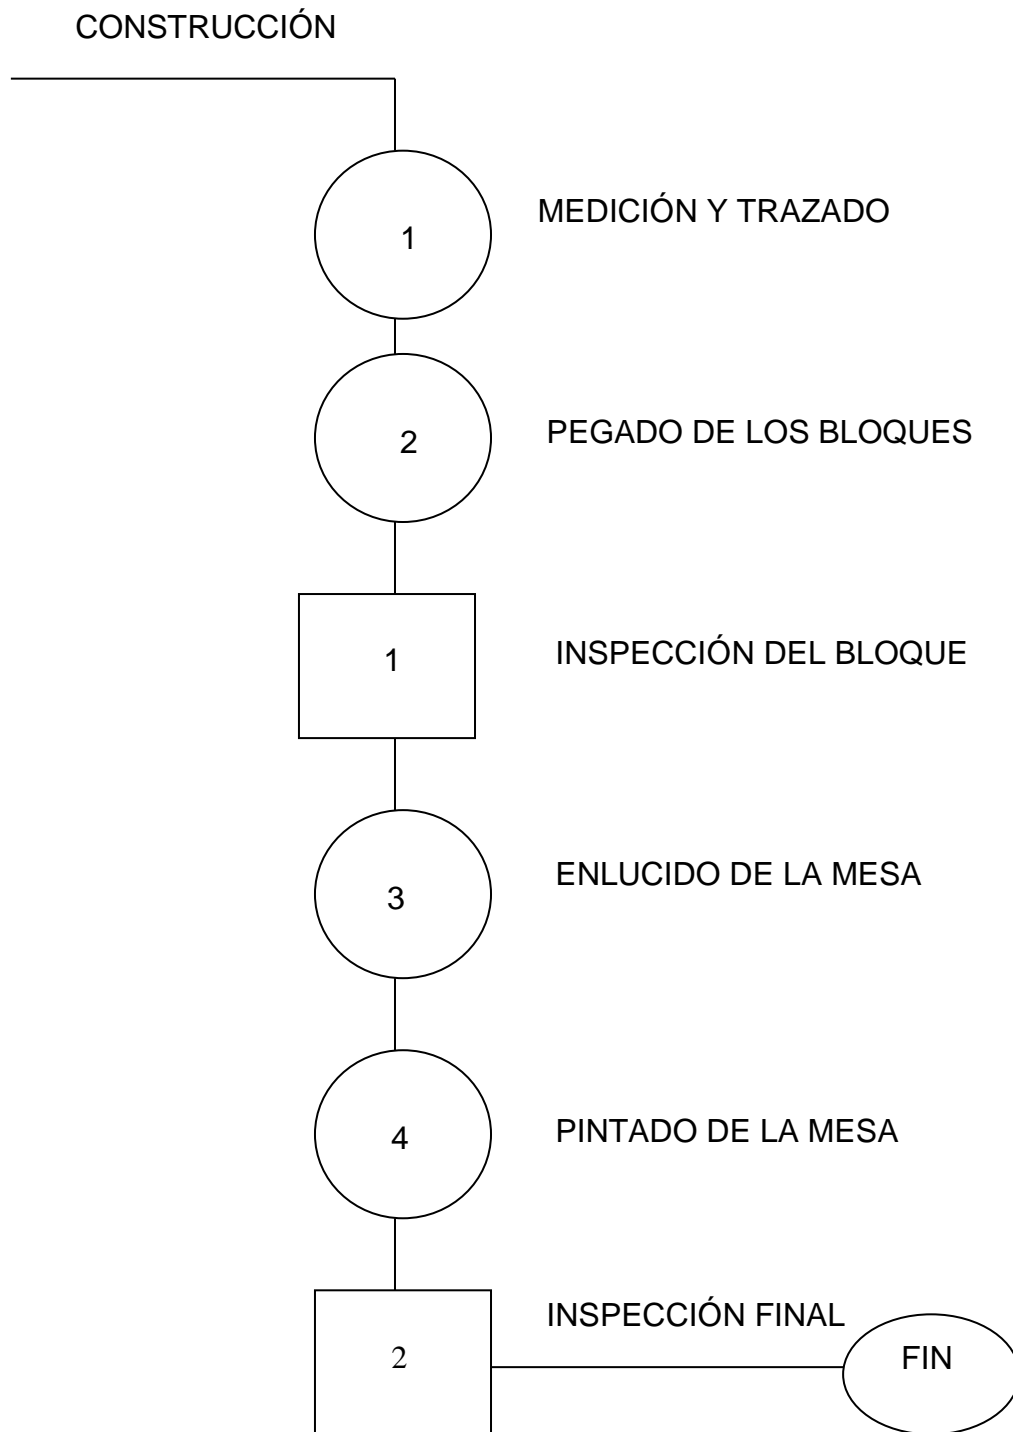 CONSTRUCCIÓN
1
MEDICIÓN Y TRAZADO
2
PEGADO DE LOS BLOQUES
1
INSPECCIÓN DEL BLOQUE
3
ENLUCIDO DE LA MESA
4
PINTADO DE LA MESA
2
INSPECCIÓN FINAL
FIN